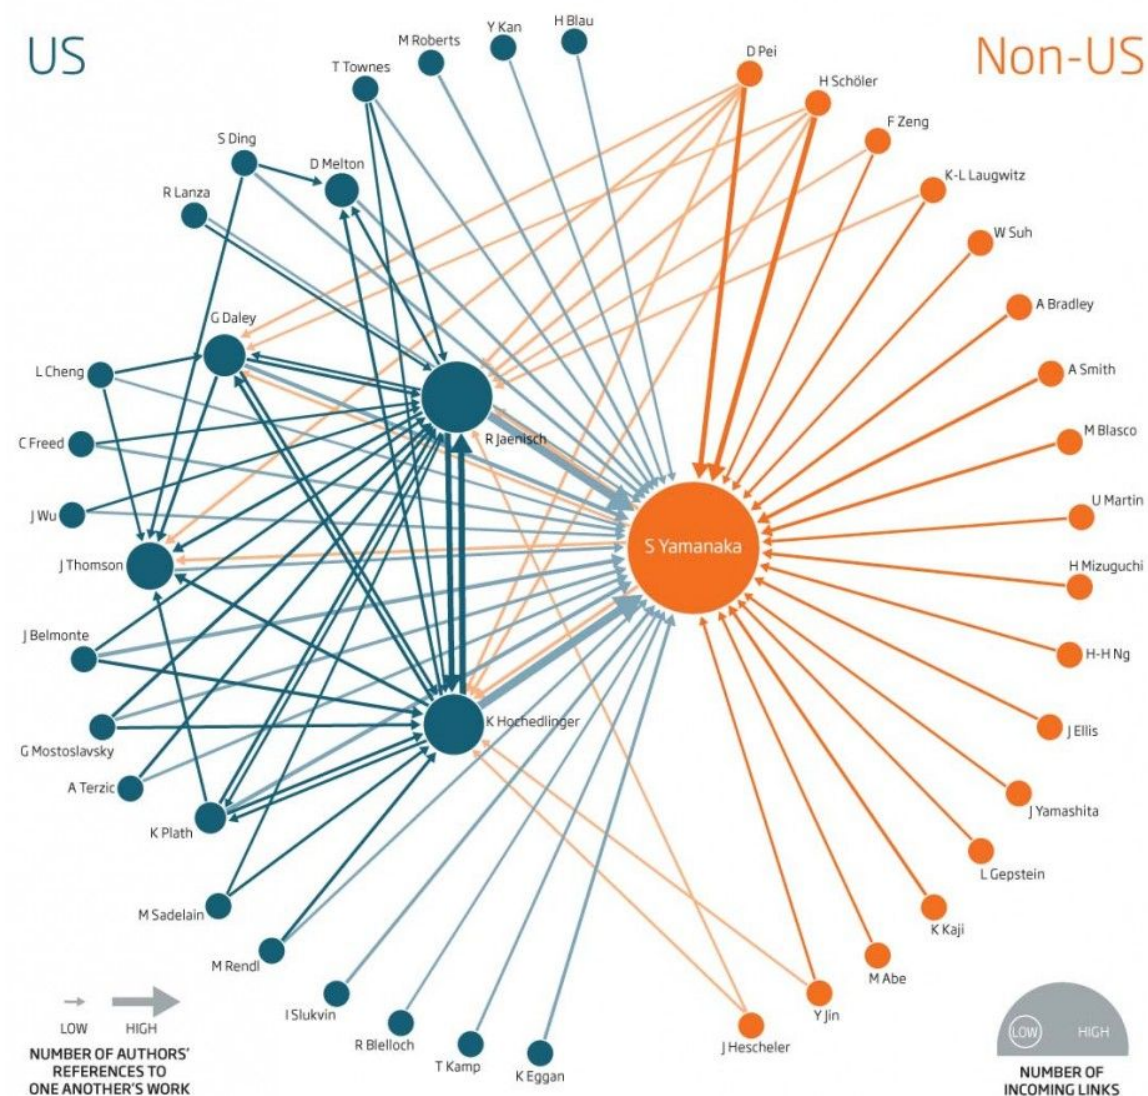 US
Non-US
H Blau
Y Kan
M Roberts
D Pei
T Townes
H Schöler
F Zeng
S Ding
D Melton
K-L Laugwitz
R Lanza
W Suh
A Bradley
G Daley
A Smith
L Cheng
M Blasco
R Jaenisch
C Freed
U Martin
J Wu
S Yamanaka
J Thomson
H Mizuguchi
J Belmonte
H-H Ng
K Hochedlinger
J Ellis
G Mostoslavsky
A Terzic
J Yamashita
K Plath
L Gepstein
M Sadelain
K Kaji
M Rendl
M Abe
I Slukvin
Y Jin
R Blelloch
J Hescheler
T Kamp
K Eggan
LOW
HIGH
NUMBER OF AUTHORS'
REFERENCES TO
ONE ANOTHER'S WORK
LOW
HIGH
NUMBER OF
INCOMING LINKS